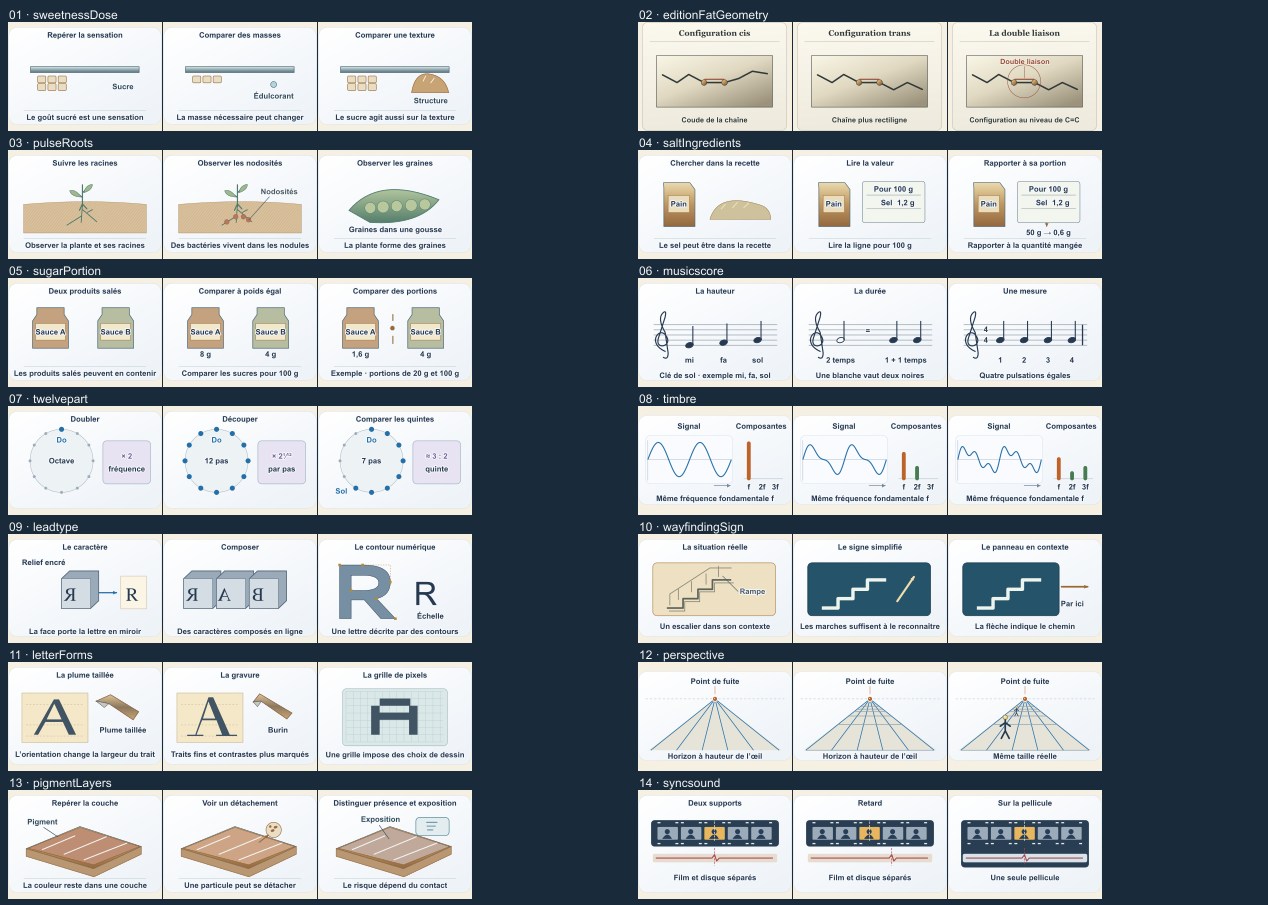 01 · sweetnessDose
Repérer la sensation
Sucre
Le goût sucré est une sensation
Comparer des masses
Édulcorant
La masse nécessaire peut changer
Comparer une texture
Structure
Le sucre agit aussi sur la texture
02 · editionFatGeometry
Configuration cis
Coude de la chaîne
Configuration trans
Chaîne plus rectiligne
La double liaison
Double liaison
Configuration au niveau de C=C
03 · pulseRoots
Suivre les racines
Observer la plante et ses racines
Observer les nodosités
Nodosités
Des bactéries vivent dans les nodules
Observer les graines
Graines dans une gousse
La plante forme des graines
04 · saltIngredients
Chercher dans la recette
Pain
Le sel peut être dans la recette
Lire la valeur
Pain
Pour 100 g
Sel 1,2 g
Lire la ligne pour 100 g
Rapporter à sa portion
Pain
Pour 100 g
Sel 1,2 g
50 g → 0,6 g
Rapporter à la quantité mangée
05 · sugarPortion
Deux produits salés
Sauce A
Sauce B
Les produits salés peuvent en contenir
Comparer à poids égal
Sauce A
Sauce B
8 g
4 g
Comparer les sucres pour 100 g
Comparer des portions
Sauce A
Sauce B
1,6 g
4 g
Exemple · portions de 20 g et 100 g
06 · musicscore
La hauteur
mi
fa
sol
Clé de sol · exemple mi, fa, sol
La durée
=
2 temps
1 + 1 temps
Une blanche vaut deux noires
Une mesure
4
4
1 2 3 4
Quatre pulsations égales
07 · twelvepart
Doubler
Do
Octave
× 2
fréquence
Découper
Do
12 pas
par pas
Comparer les quintes
Do
7 pas
Sol
≈ 3 : 2
quinte
08 · timbre
Signal
Composantes
f 2f 3f
Même fréquence fondamentale f
Signal
Composantes
f 2f 3f
Même fréquence fondamentale f
Signal
Composantes
f 2f 3f
Même fréquence fondamentale f
09 · leadtype
Le caractère
Relief encré
R
R
La face porte la lettre en miroir
Composer
R A B
Des caractères composés en ligne
Le contour numérique
R
R
Échelle
Une lettre décrite par des contours
10 · wayfindingSign
La situation réelle
Rampe
Un escalier dans son contexte
Le signe simplifié
Les marches suffisent à le reconnaître
Le panneau en contexte
Par ici
La flèche indique le chemin
11 · letterForms
La plume taillée
A
Plume taillée
L'orientation change la largeur du trait
La gravure
A
Burin
Traits fins et contrastes plus marqués
La grille de pixels
A
Une grille impose des choix de dessin
12 · perspective
Point de fuite
Horizon à hauteur de l'œil
Point de fuite
Horizon à hauteur de l'œil
Point de fuite
Même taille réelle
13 · pigmentLayers
Repérer la couche
Pigment
La couleur reste dans une couche
Voir un détachement
Une particule peut se détacher
Distinguer présence et exposition
Exposition
Le risque dépend du contact
14 · syncsound
Deux supports
Film et disque séparés
Retard
Film et disque séparés
Sur la pellicule
Une seule pellicule